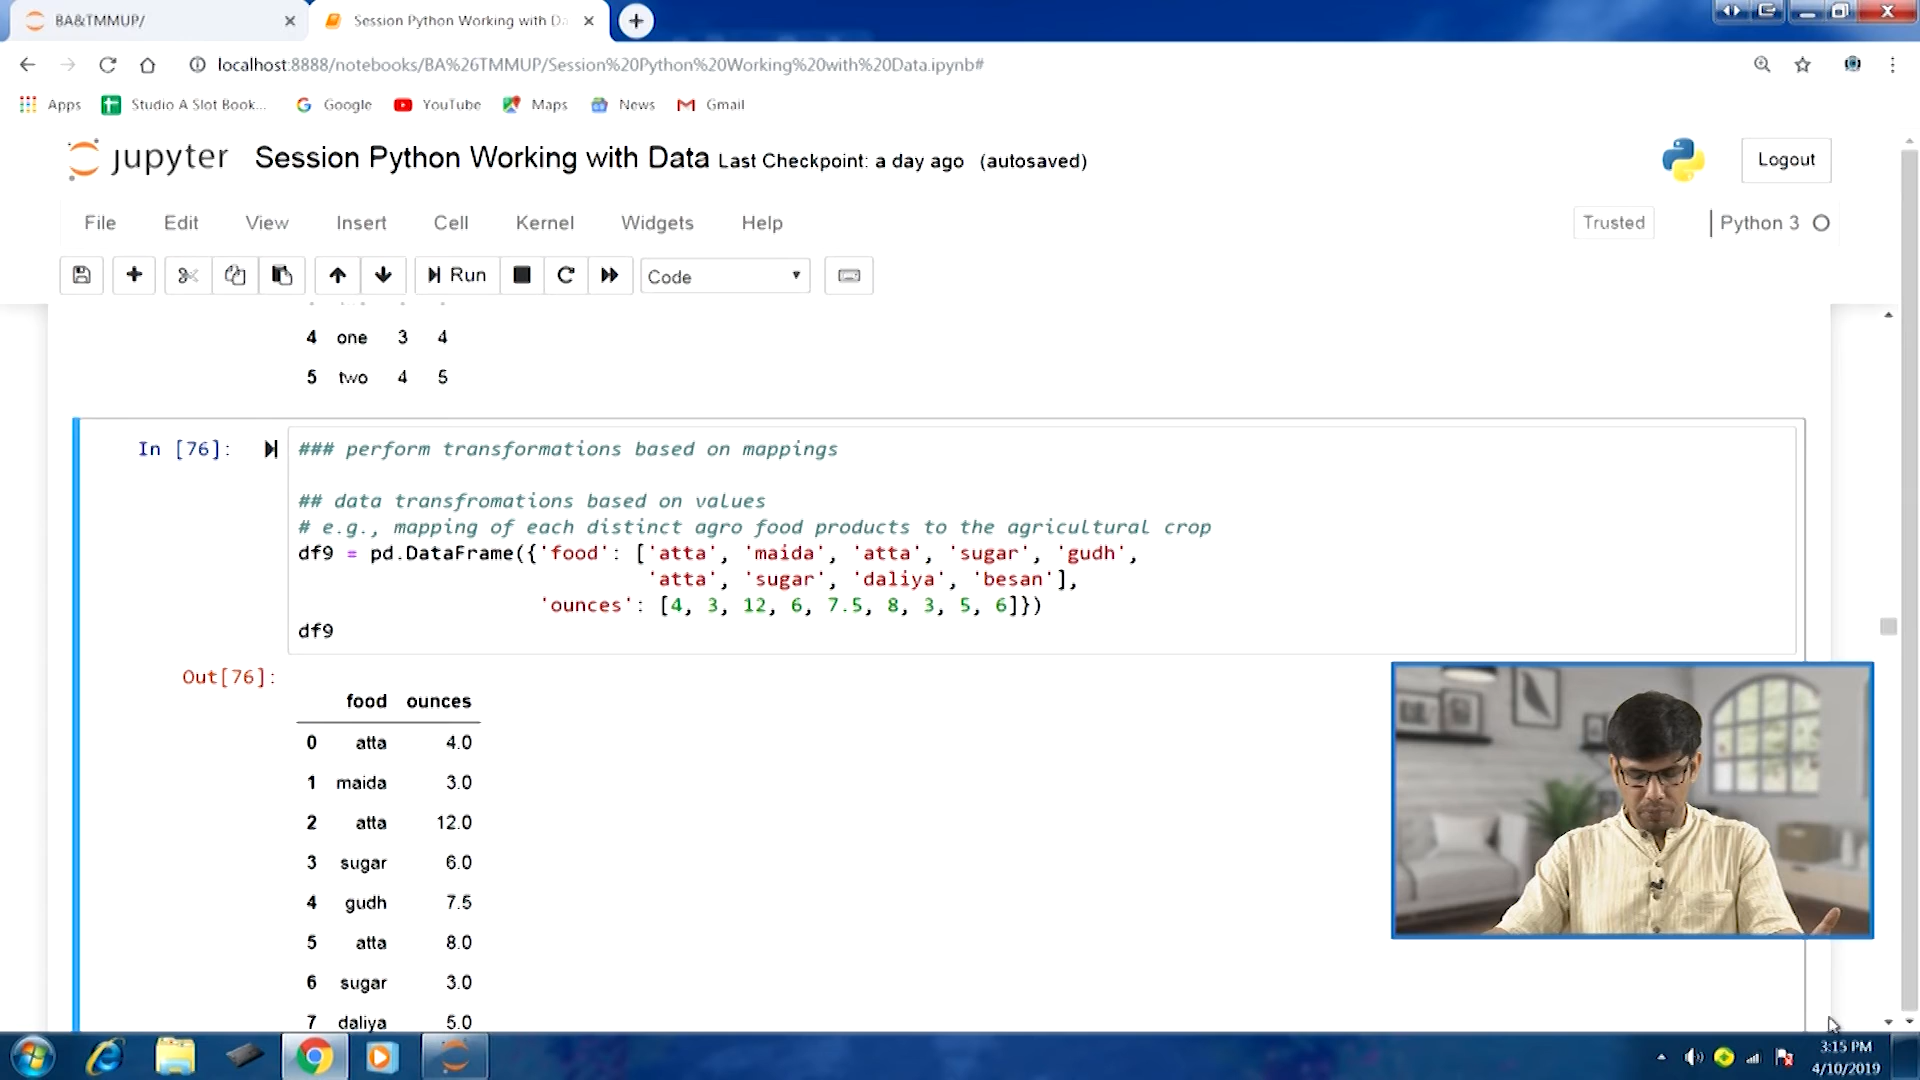 BA&TMMUP/
Session Python Working with Da
localhost:8888/notebooks/BA%26TMMUP/Session%20Python%20Working%20with%20Data.ipynb#
Apps Studio A Slot Book... Google YouTube Maps News Gmail
jupyter Session Python Working with Data Last Checkpoint: a day ago (autosaved)
Logout
File Edit View Insert Cell Kernel Widgets Help
Trusted Python 3
Run Code
4 one 3 4
5 two 4 5
In [76]: ### perform transformations based on mappings
## data transfromations based on values
# e.g., mapping of each distinct agro food products to the agricultural crop
df9 = pd.DataFrame({'food': ['atta', 'maida', 'atta', 'sugar', 'gudh',
'atta', 'sugar', 'daliya', 'besan'],
'ounces': [4, 3, 12, 6, 7.5, 8, 3, 5, 6]})
df9
Out[76]:
food ounces
0 atta 4.0
1 maida 3.0
2 atta 12.0
3 sugar 6.0
4 gudh 7.5
5 atta 8.0
6 sugar 3.0
7 daliya 5.0
3:15 PM
4/10/2019